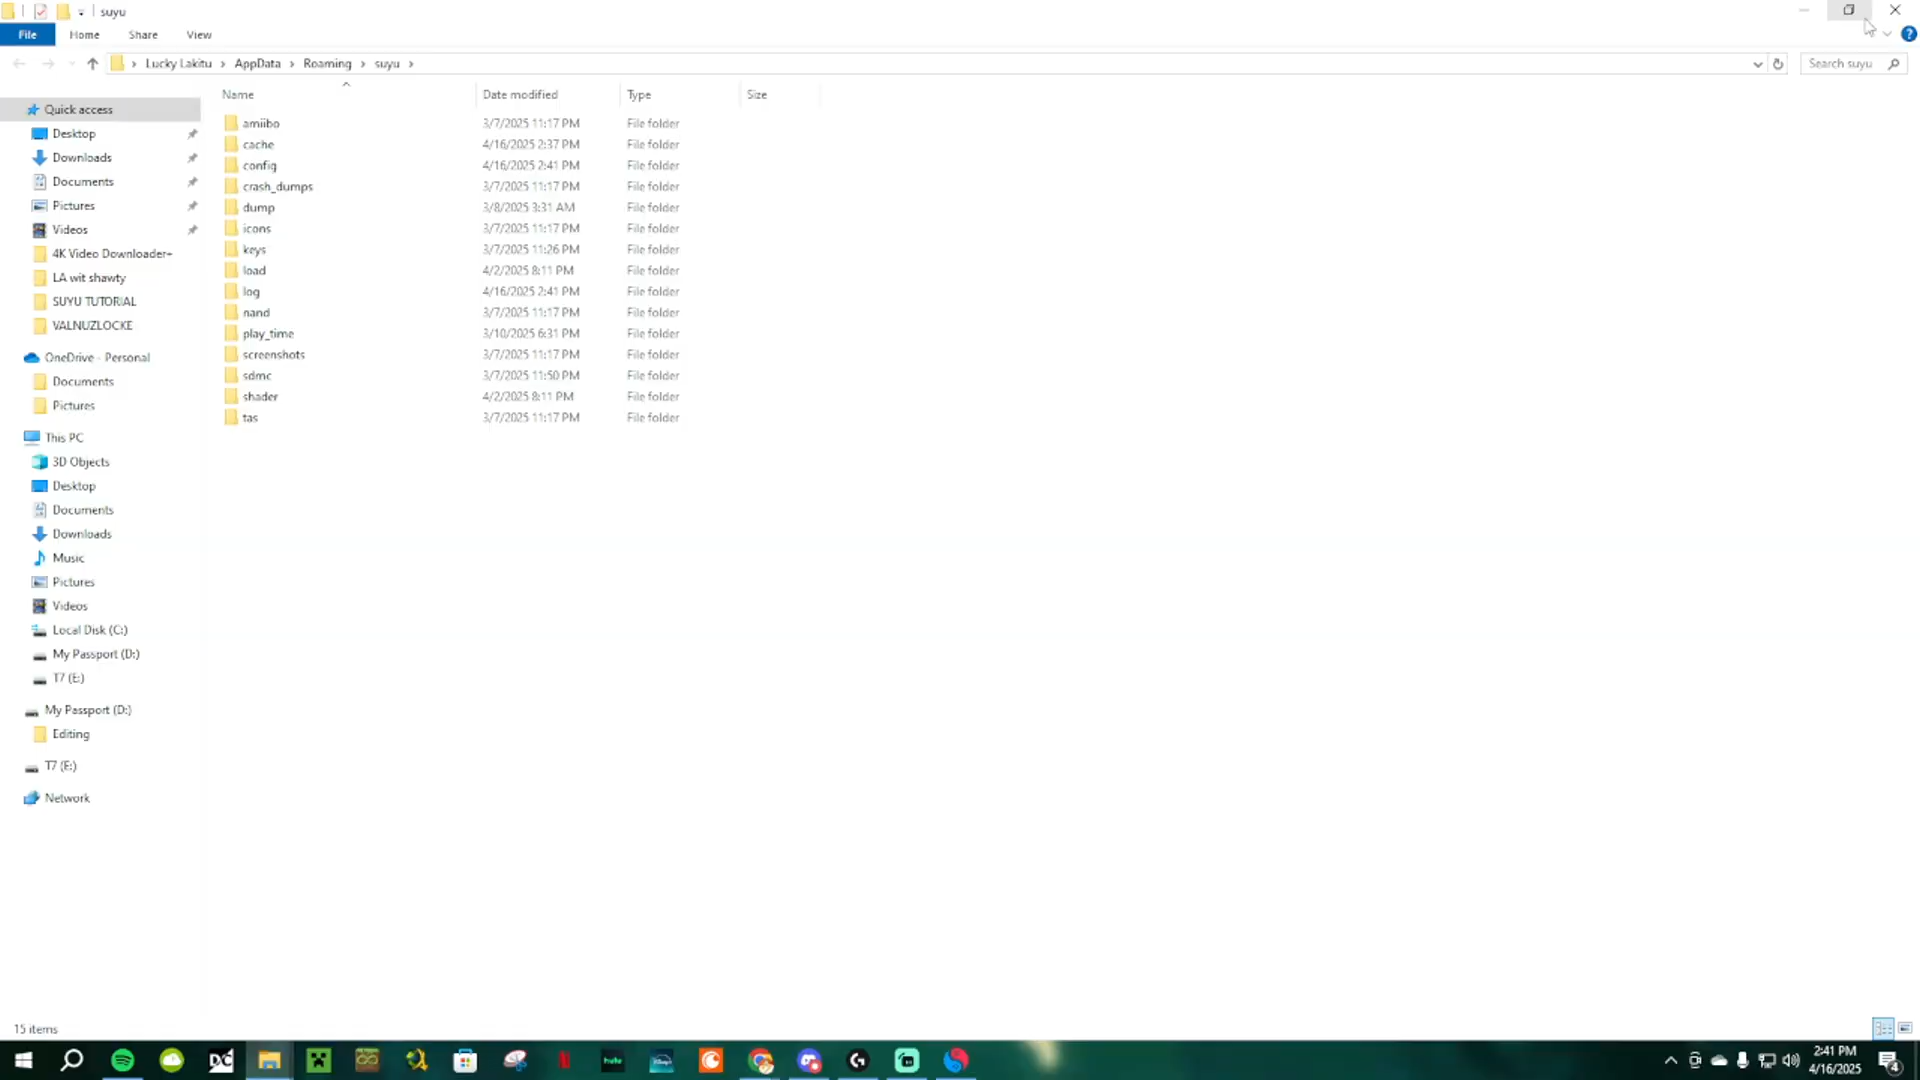 suyu
File Home Share View
Lucky Lakitu AppData Roaming suyu
Search suyu
Name Date modified Type Size
Quick access
Desktop
Downloads
Documents
Pictures
Videos
4K Video Downloader+
LA wit shawty
SUYU TUTORIAL
VALNUZLOCKE
OneDrive - Personal
Documents
Pictures
This PC
3D Objects
Desktop
Documents
Downloads
Music
Pictures
Videos
Local Disk (C:)
My Passport (D:)
T7 (E:)
My Passport (D:)
Editing
T7 (E:)
Network
amiibo 3/7/2025 11:17 PM File folder
cache 4/16/2025 2:37 PM File folder
config 4/16/2025 2:41 PM File folder
crash_dumps 3/7/2025 11:17 PM File folder
dump 3/8/2025 3:31 AM File folder
icons 3/7/2025 11:17 PM File folder
keys 3/7/2025 11:26 PM File folder
load 4/2/2025 8:11 PM File folder
log 4/16/2025 2:41 PM File folder
nand 3/7/2025 11:17 PM File folder
play_time 3/10/2025 6:31 PM File folder
screenshots 3/7/2025 11:17 PM File folder
sdmc 3/7/2025 11:50 PM File folder
shader 4/2/2025 8:11 PM File folder
tas 3/7/2025 11:17 PM File folder
15 items
DC
hulu
Disney+
2:41 PM
4/16/2025
4